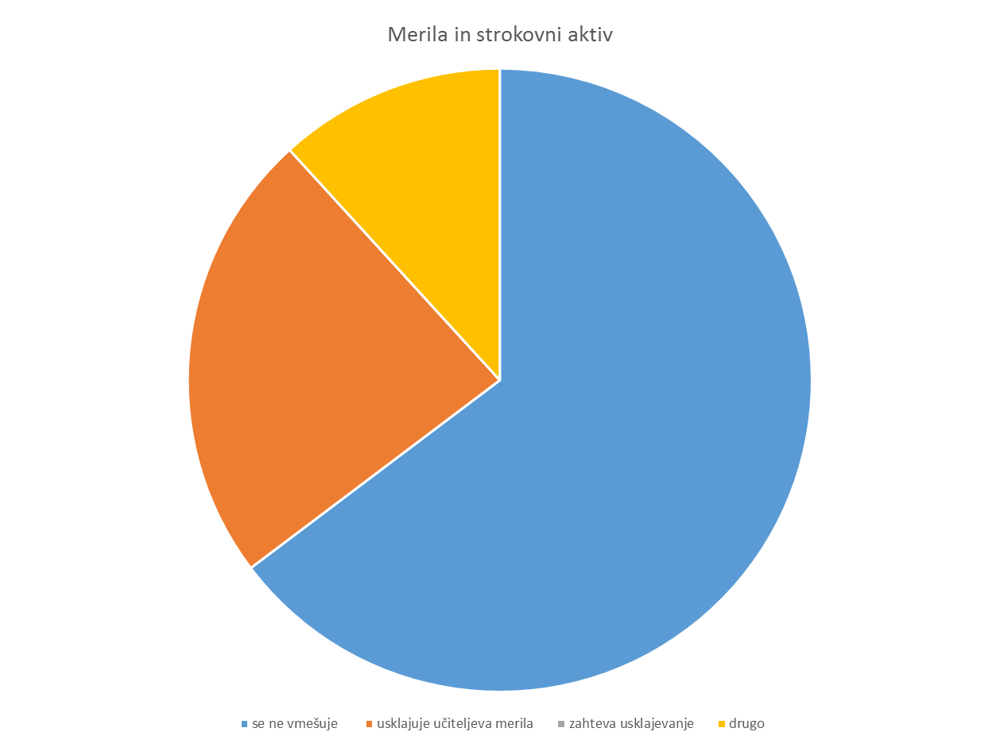 Merila in strokovni aktiv
se ne vmešuje usklajuje učiteljeva merila zahteva usklajevanje drugo